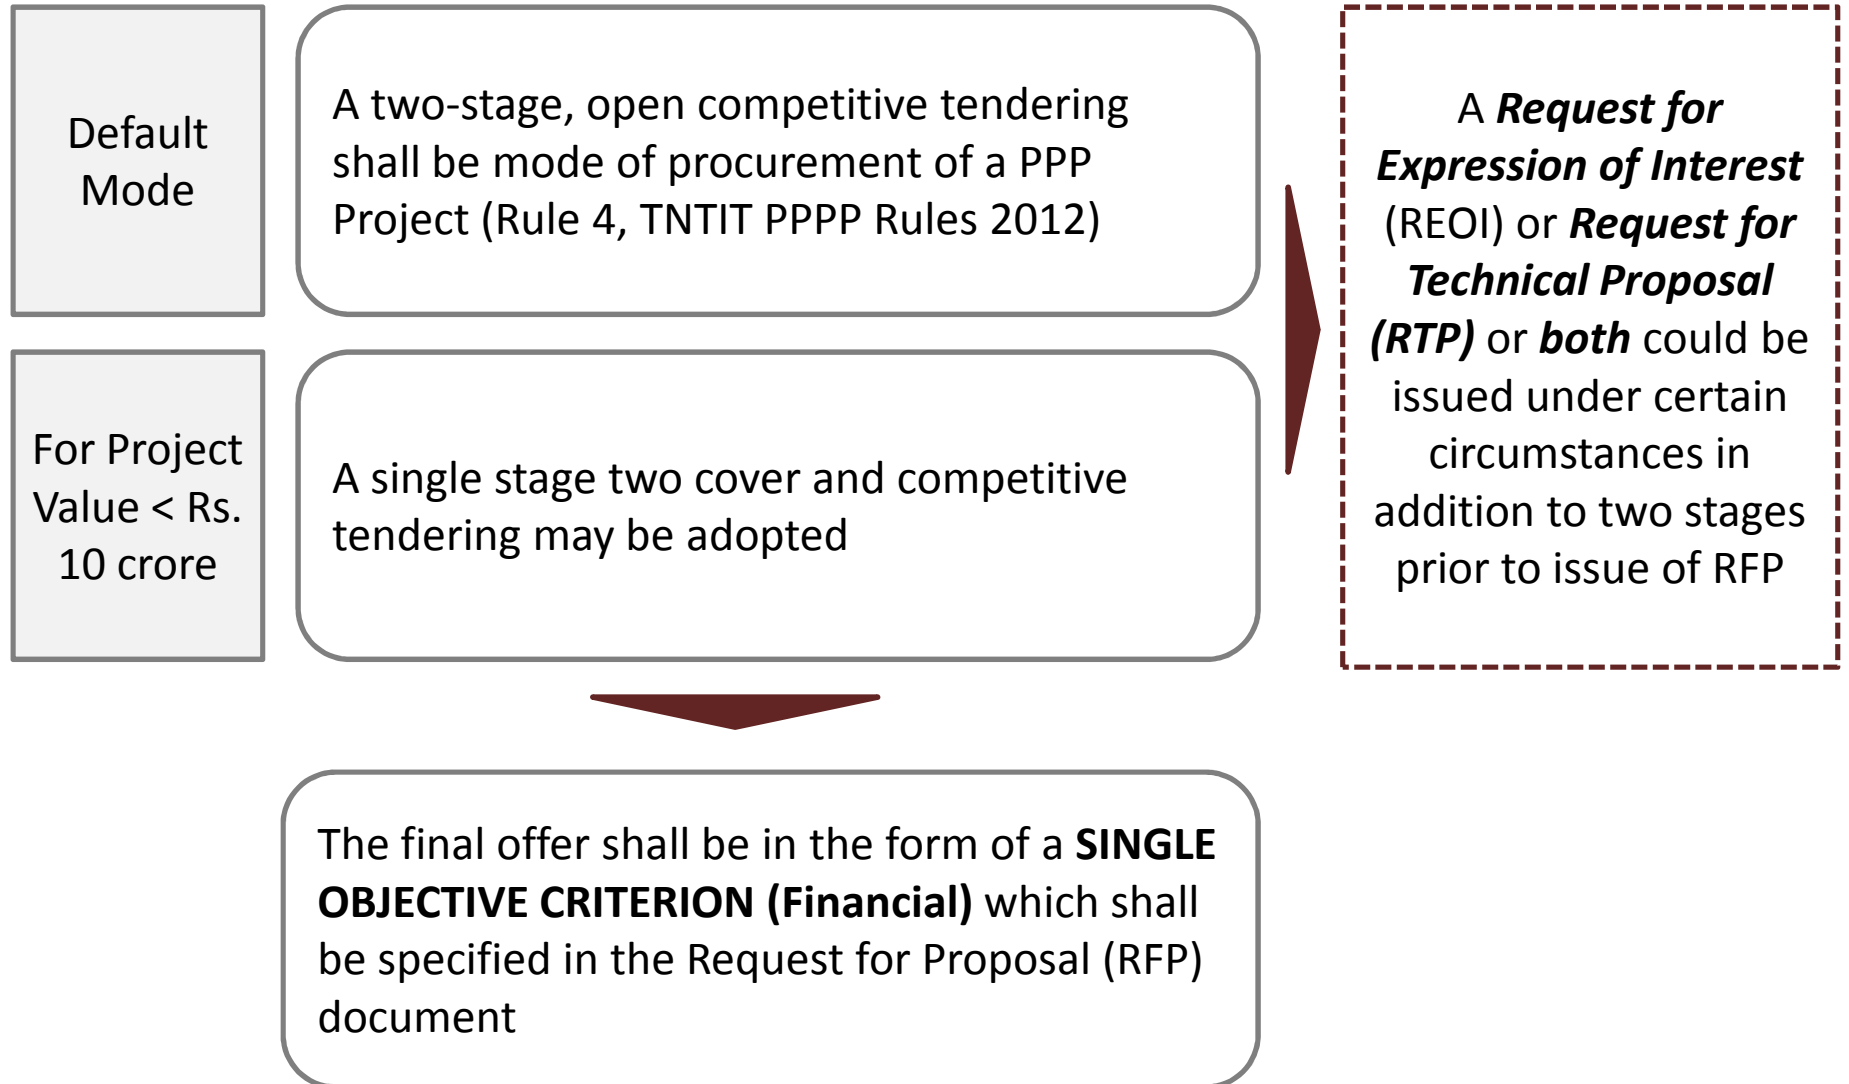 Default
Mode
A two-stage, open competitive tendering
shall be mode of procurement of a PPP
Project (Rule 4, TNTIT PPPP Rules 2012)
For Project
Value < Rs.
10 crore
A single stage two cover and competitive
tendering may be adopted
A Request for
Expression of Interest
(REOI) or Request for
Technical Proposal
(RTP) or both could be
issued under certain
circumstances in
addition to two stages
prior to issue of RFP
The final offer shall be in the form of a SINGLE
OBJECTIVE CRITERION (Financial) which shall
be specified in the Request for Proposal (RFP)
document